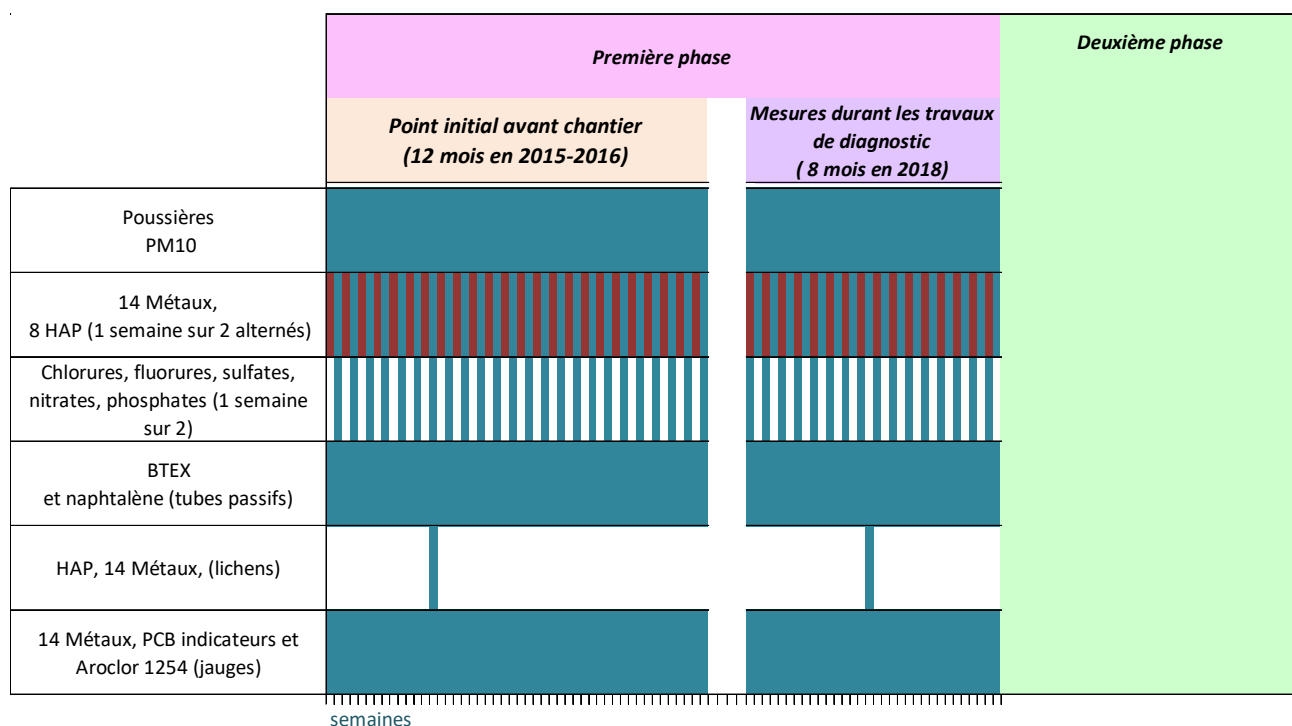 Première phase
Deuxième phase
Point initial avant chantier
(12 mois en 2015-2016)
Mesures durant les travaux
de diagnostic
( 8 mois en 2018)
Poussières
PM10
14 Métaux,
8 HAP (1 semaine sur 2 alternés)
Chlorures, fluorures, sulfates,
nitrates, phosphates (1 semaine
sur 2)
BTEX
et naphtalène (tubes passifs)
HAP, 14 Métaux, (lichens)
14 Métaux, PCB indicateurs et
Aroclor 1254 (jauges)
semaines